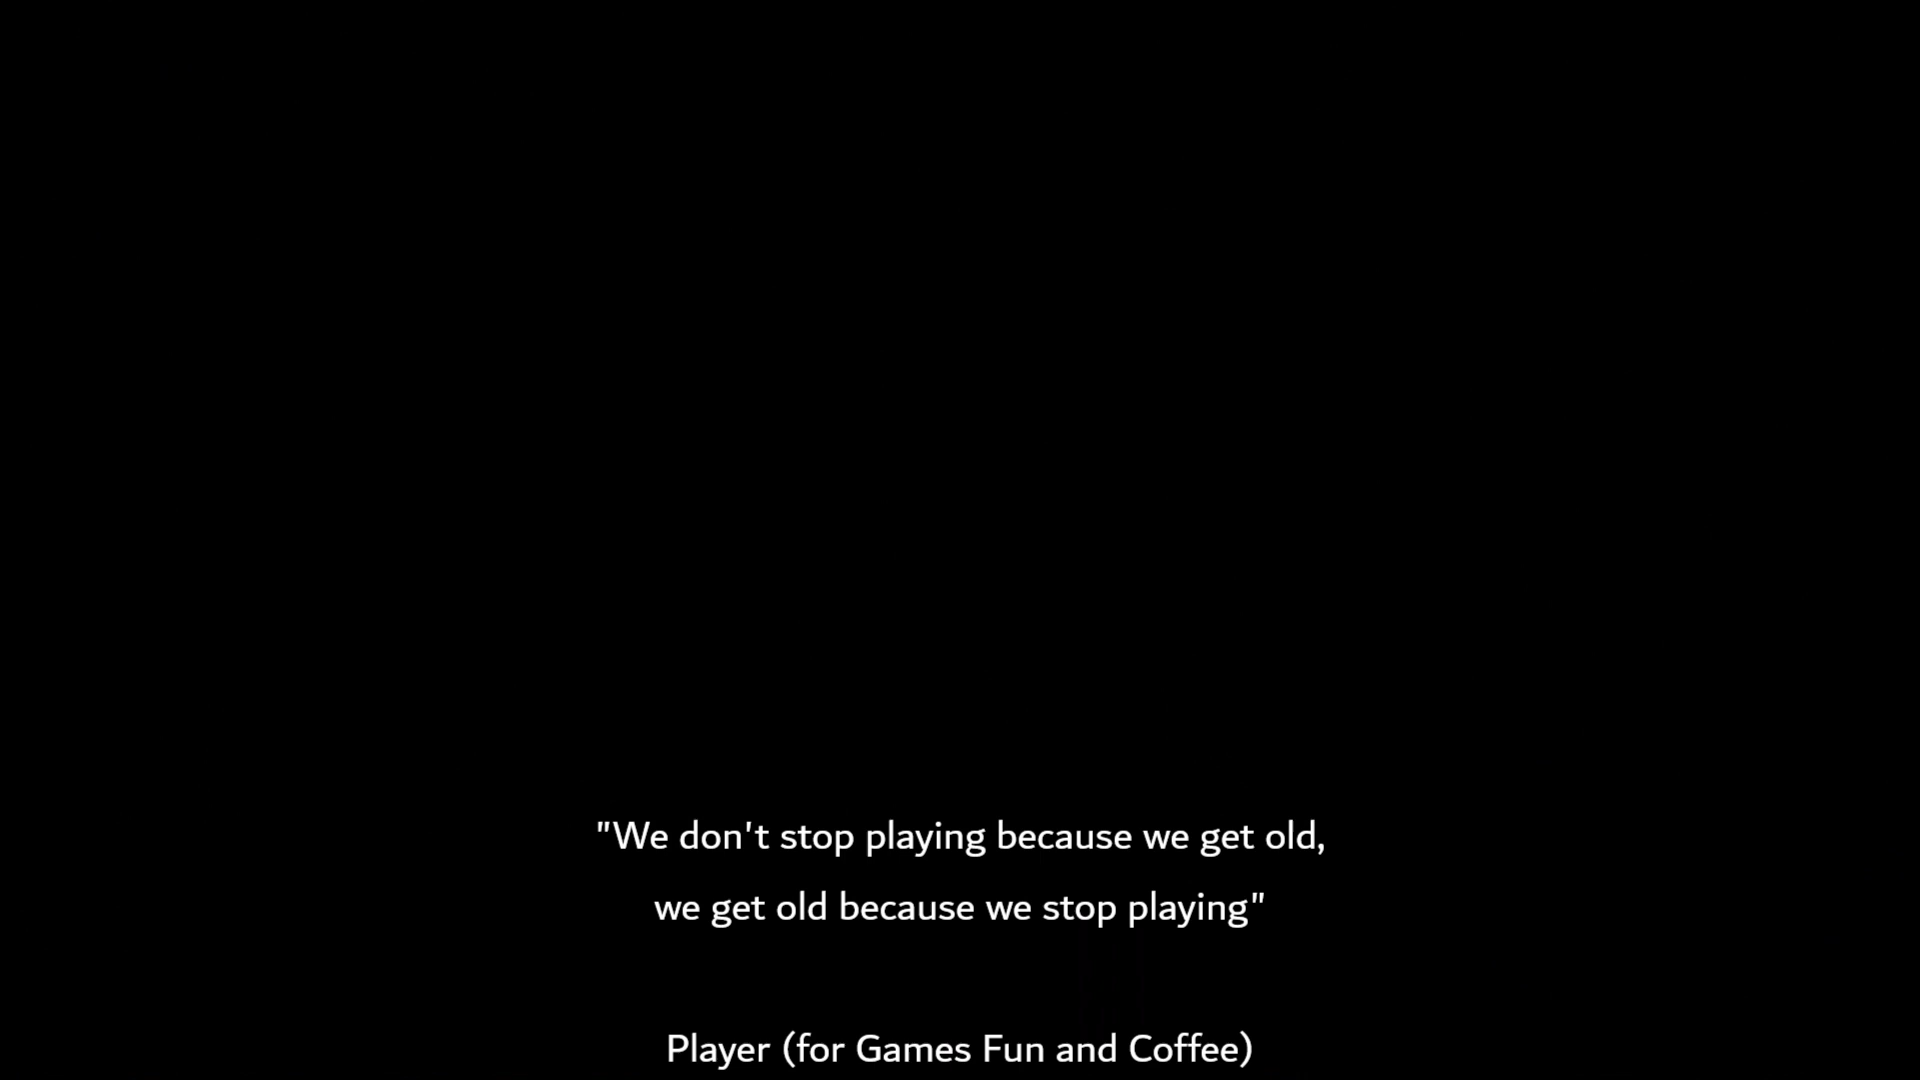 "We don't stop playing because we get old,
we get old because we stop playing"
Player (for Games Fun and Coffee)